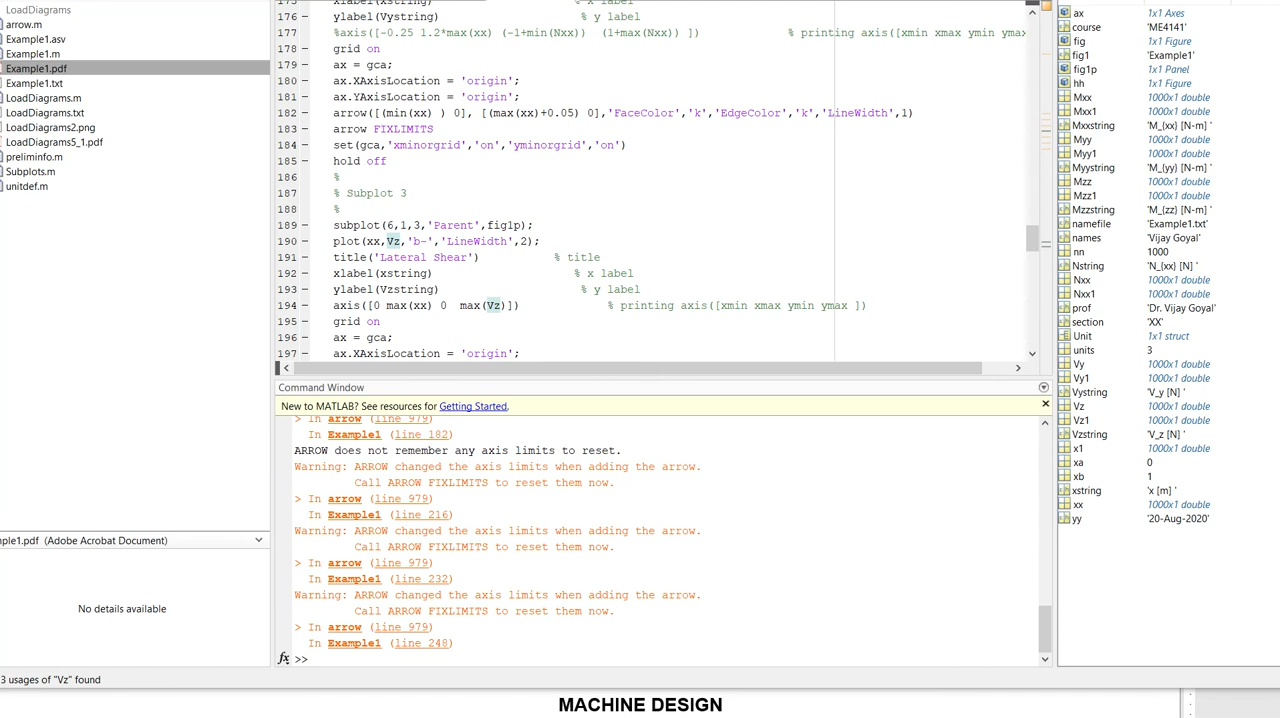 LoadDiagrams
arrow.m
Example1.asv
Example1.m
Example1.pdf
Example1.txt
LoadDiagrams.m
LoadDiagrams.txt
LoadDiagrams2.png
LoadDiagrams5_1.pdf
preliminfo.m
Subplots.m
unitdef.m
mple1.pdf (Adobe Acrobat Document)
No details available
3 usages of "Vz" found
175 xlabel(xstring) % x label
176 ylabel(Vystring) % y label
177 %axis([-0.25 1.2*max(xx) (-1+min(Nxx)) (1+max(Nxx)) ]) % printing axis([xmin xmax ymin ymax
178 grid on
179 ax = gca;
180 ax.XAxisLocation = 'origin';
181 ax.YAxisLocation = 'origin';
182 arrow([(min(xx) ) 0], [(max(xx)+0.05) 0],'FaceColor','k','EdgeColor','k','LineWidth',1)
183 arrow FIXLIMITS
184 set(gca,'xminorgrid','on','yminorgrid','on')
185 hold off
186 %
187 % Subplot 3
188 %
189 subplot(6,1,3,'Parent',fig1p);
190 plot(xx,Vz,'b-','LineWidth',2);
191 title('Lateral Shear') % title
192 xlabel(xstring) % x label
193 ylabel(Vzstring) % y label
194 axis([0 max(xx) 0 max(Vz)]) % printing axis([xmin xmax ymin ymax ])
195 grid on
196 ax = gca;
197 ax.XAxisLocation = 'origin';
Command Window
New to MATLAB? See resources for Getting Started.
> In arrow (line 979)
In Example1 (line 182)
ARROW does not remember any axis limits to reset.
Warning: ARROW changed the axis limits when adding the arrow.
Call ARROW FIXLIMITS to reset them now.
> In arrow (line 979)
In Example1 (line 216)
Warning: ARROW changed the axis limits when adding the arrow.
Call ARROW FIXLIMITS to reset them now.
> In arrow (line 979)
In Example1 (line 232)
Warning: ARROW changed the axis limits when adding the arrow.
Call ARROW FIXLIMITS to reset them now.
> In arrow (line 979)
In Example1 (line 248)
fx >>
ax 1x1 Axes
course 'ME4141'
fig 1x1 Figure
fig1 'Example1'
fig1p 1x1 Panel
hh 1x1 Figure
Mxx 1000x1 double
Mxx1 1000x1 double
Mxxstring 'M_{xx} [N-m] '
Myy 1000x1 double
Myy1 1000x1 double
Myystring 'M_{yy} [N-m] '
Mzz 1000x1 double
Mzz1 1000x1 double
Mzzstring 'M_{zz} [N-m] '
namefile 'Example1.txt'
names 'Vijay Goyal'
nn 1000
Nstring 'N_{xx} [N] '
Nxx 1000x1 double
Nxx1 1000x1 double
prof 'Dr. Vijay Goyal'
section 'XX'
Unit 1x1 struct
units 3
Vy 1000x1 double
Vy1 1000x1 double
Vystring 'V_y [N] '
Vz 1000x1 double
Vz1 1000x1 double
Vzstring 'V_z [N] '
x1 1000x1 double
xa 0
xb 1
xstring 'x [m] '
xx 1000x1 double
yy '20-Aug-2020'
MACHINE DESIGN